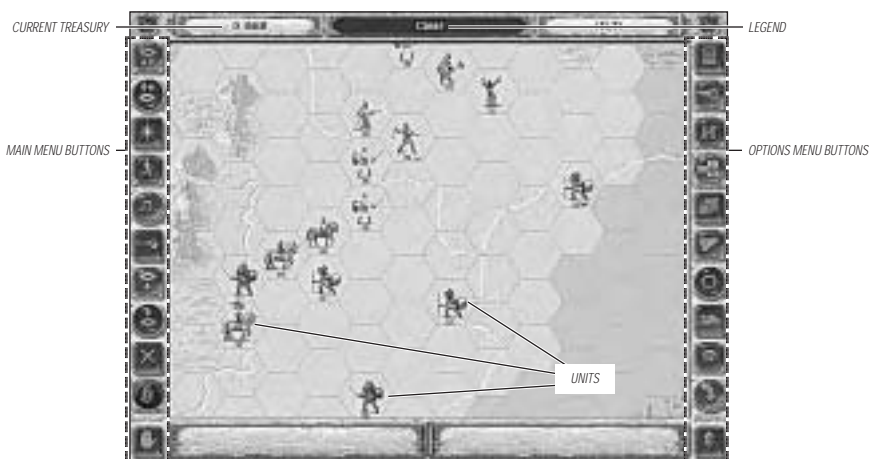 CURRENT TREASURY
LEGEND
MAIN MENU BUTTONS
OPTIONS MENU BUTTONS
UNITS